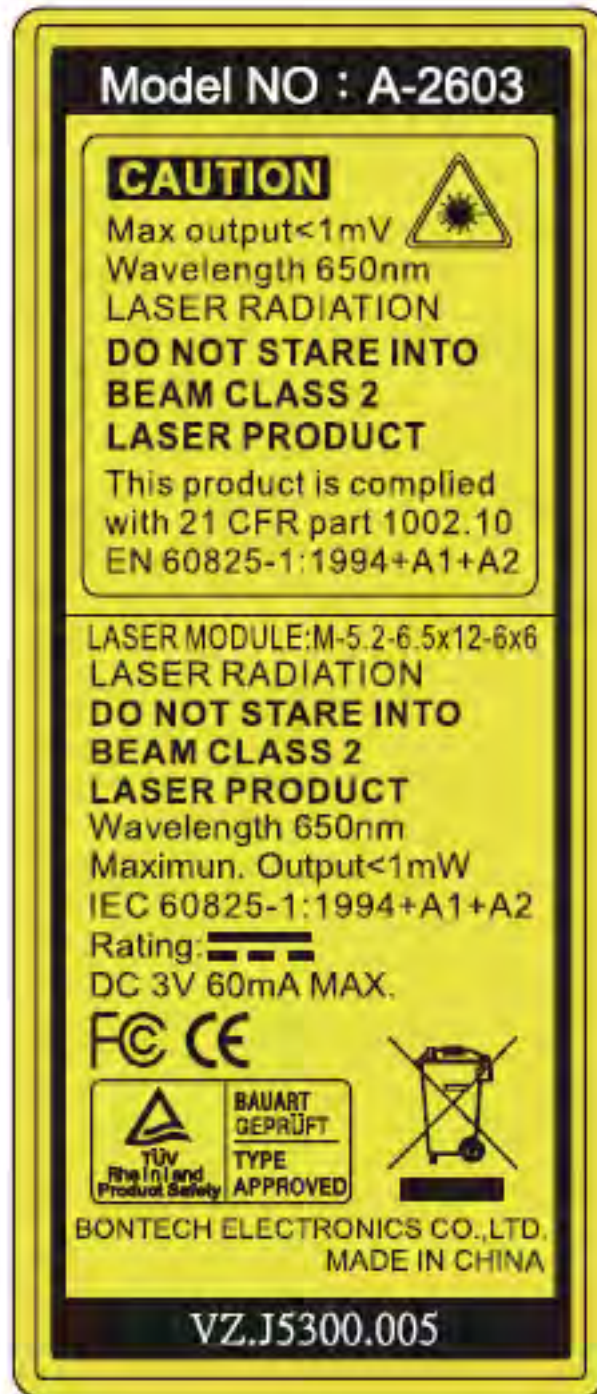 Model NO : A-2603
CAUTION
Max output<1mV
Wavelength 650nm
LASER RADIATION
DO NOT STARE INTO
BEAM CLASS 2
LASER PRODUCT
This product is complied
with 21 CFR part 1002.10
EN 60825-1:1994+A1+A2
LASER MODULE:M-5.2-6.5x12-6x6
LASER RADIATION
DO NOT STARE INTO
BEAM CLASS 2
LASER PRODUCT
Wavelength 650nm
Maximun. Output<1mW
IEC 60825-1:1994+A1+A2
Rating:
DC 3V 60mA MAX.
FC CE
TÜV
Rheinland
Product Safety
BAUART
GEPRÜFT
TYPE
APPROVED
BONTECH ELECTRONICS CO.,LTD.
MADE IN CHINA
VZ.J5300.005